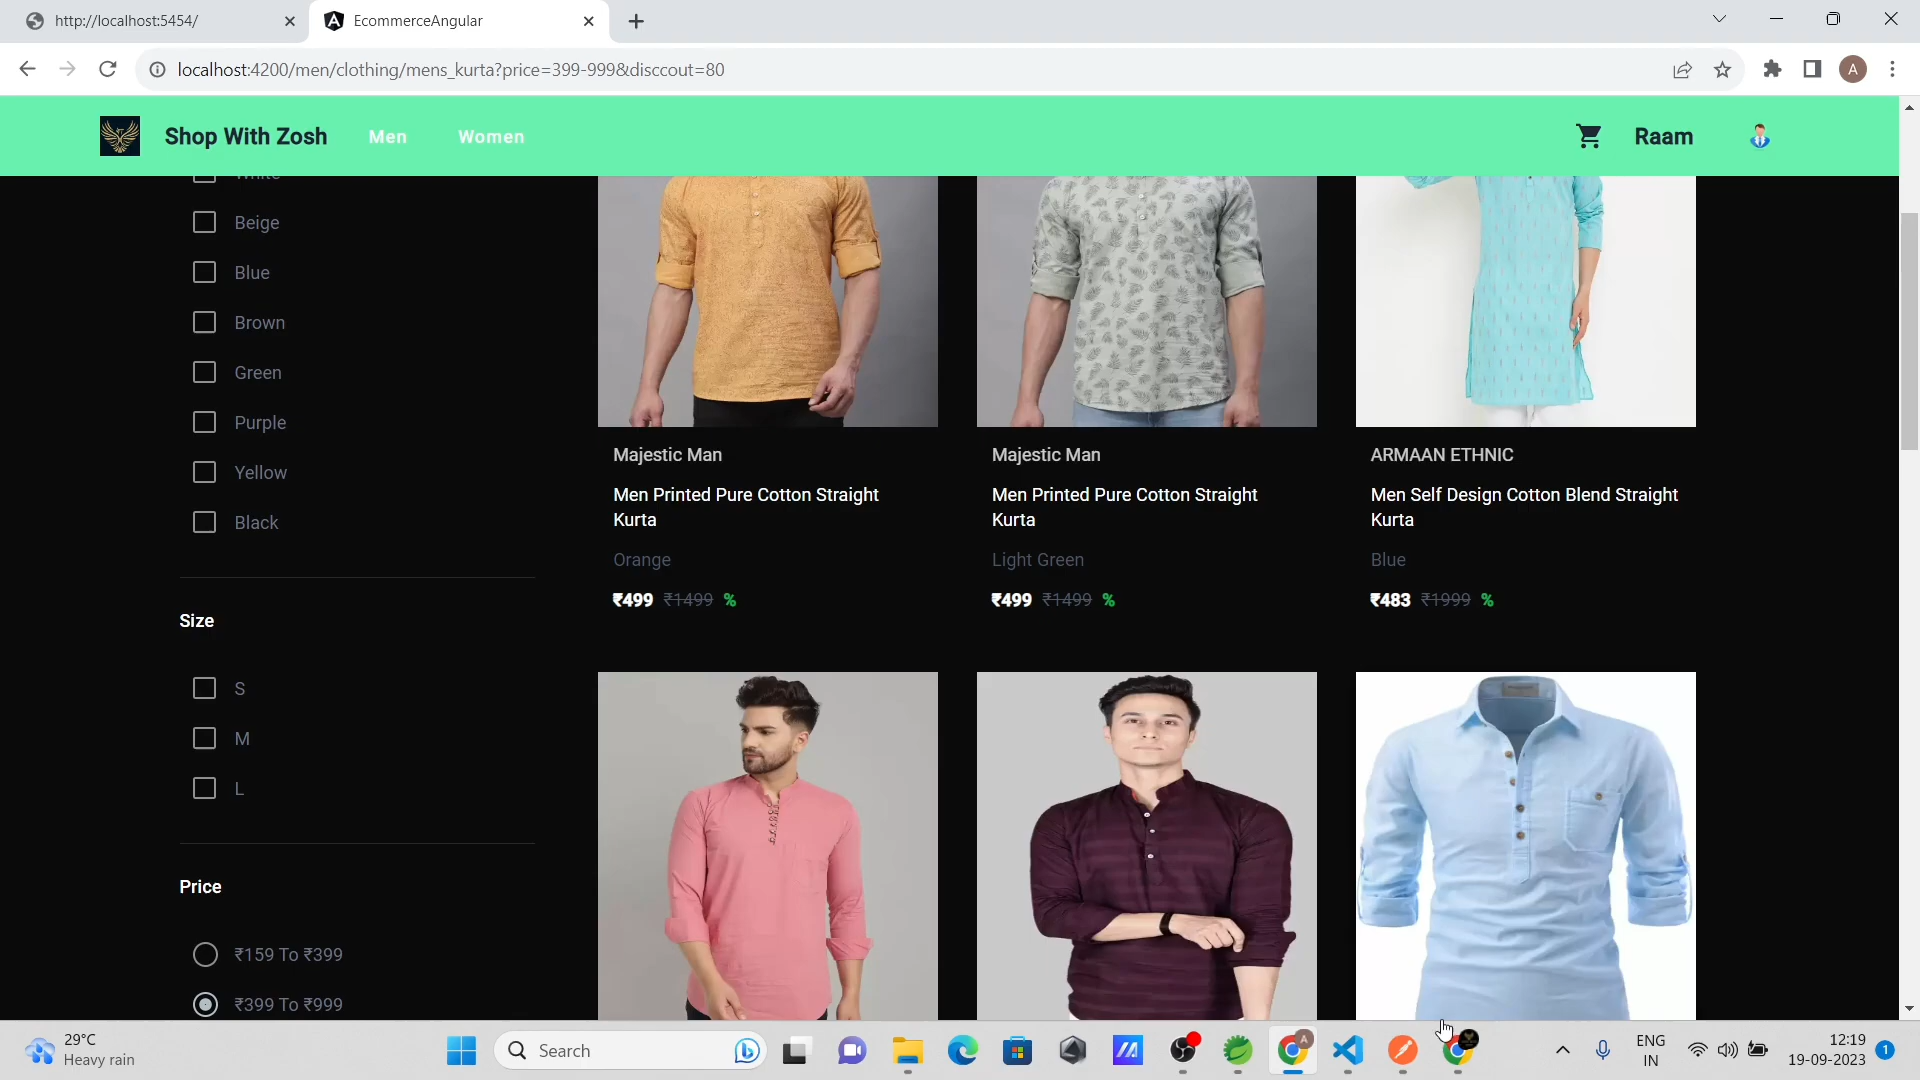 http://localhost:5454/
EcommerceAngular
localhost:4200/men/clothing/mens_kurta?price=399-999&disccout=80
A
Shop With Zosh
Men
Women
Raam
White
Beige
Blue
Brown
Green
Purple
Yellow
Black
Size
S
M
L
Price
₹159 To ₹399
₹399 To ₹999
Majestic Man
Men Printed Pure Cotton Straight
Kurta
Orange
₹499 ₹1499 %
Majestic Man
Men Printed Pure Cotton Straight
Kurta
Light Green
₹499 ₹1499 %
ARMAAN ETHNIC
Men Self Design Cotton Blend Straight
Kurta
Blue
₹483 ₹1999 %
29°C
Heavy rain
Search
ENG
IN
12:19
19-09-2023
1